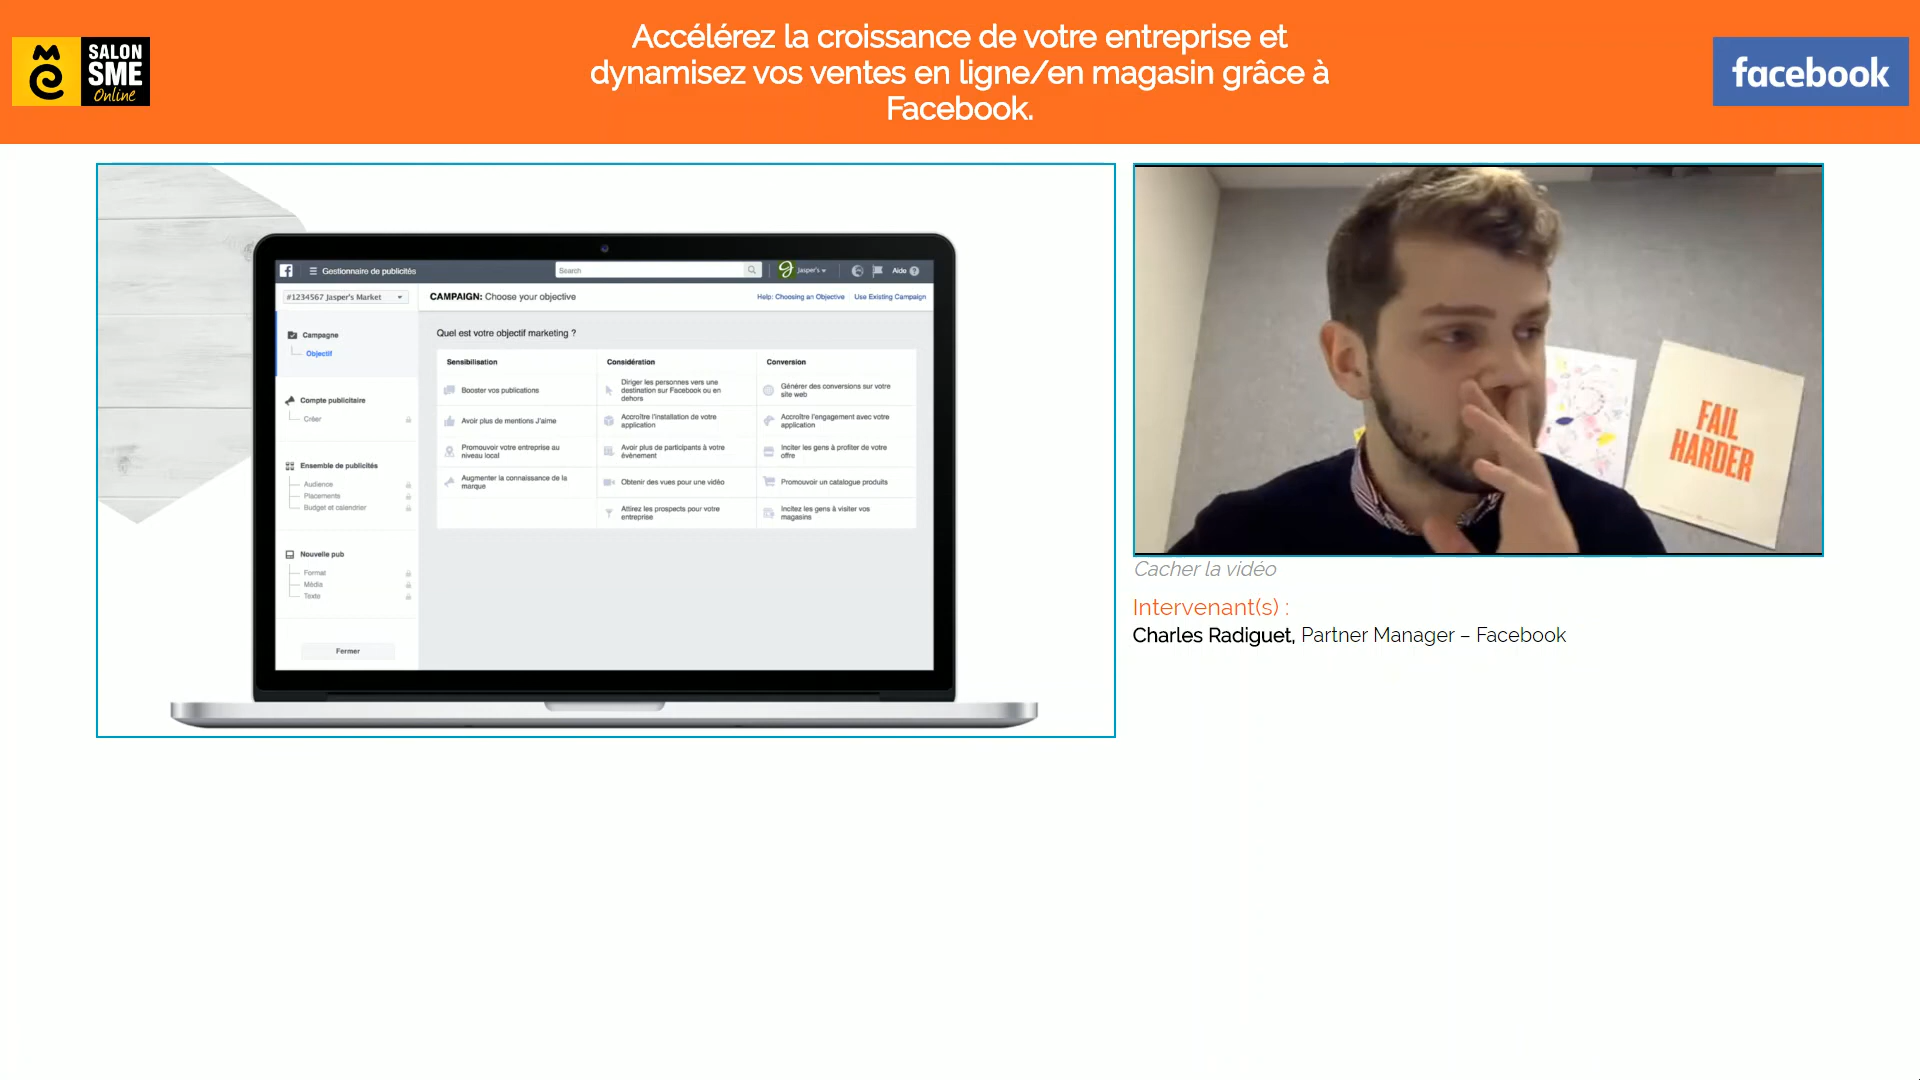 Accélérez la croissance de votre entreprise et
dynamisez vos ventes en ligne/en magasin grâce à
Facebook.
SALON
SME
Online
facebook
Gestionnaire de publicités
Search
Jasper's
Aide
#1234567 Jasper's Market
CAMPAIGN: Choose your objective
Help: Choosing an Objective
Use Existing Campaign
Campagne
Objectif
Compte publicitaire
Créer
Ensemble de publicités
Audience
Placements
Budget et calendrier
Nouvelle pub
Format
Média
Texte
Fermer
Quel est votre objectif marketing ?
Sensibilisation
Booster vos publications
Avoir plus de mentions J'aime
Promouvoir votre entreprise au
niveau local
Augmenter la connaissance de la
marque
Considération
Diriger les personnes vers une
destination sur Facebook ou en
dehors
Accroître l'installation de votre
application
Avoir plus de participants à votre
évènement
Obtenir des vues pour une vidéo
Attirez les prospects pour votre
entreprise
Conversion
Générer des conversions sur votre
site web
Accroître l'engagement avec votre
application
Inciter les gens à profiter de votre
offre
Promouvoir un catalogue produits
Incitez les gens à visiter vos
magasins
FAIL
HARDER
Cacher la vidéo
Intervenant(s) :
Charles Radiguet, Partner Manager – Facebook